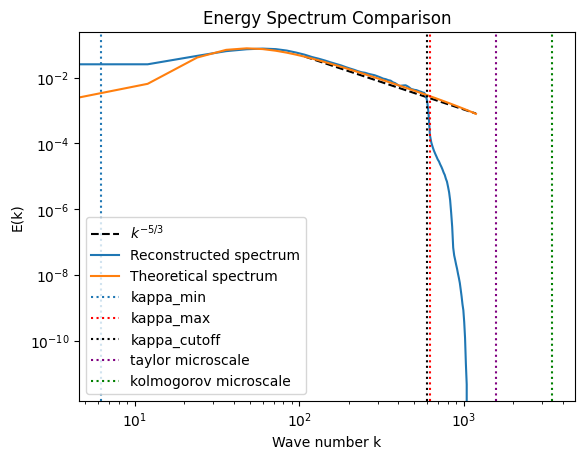 Energy Spectrum Comparison
E(k)
10⁻²
10⁻⁴
10⁻⁶
10⁻⁸
10⁻¹⁰
k⁻⁵/³
Reconstructed spectrum
Theoretical spectrum
kappa_min
kappa_max
kappa_cutoff
taylor microscale
kolmogorov microscale
10¹
10²
10³
Wave number k